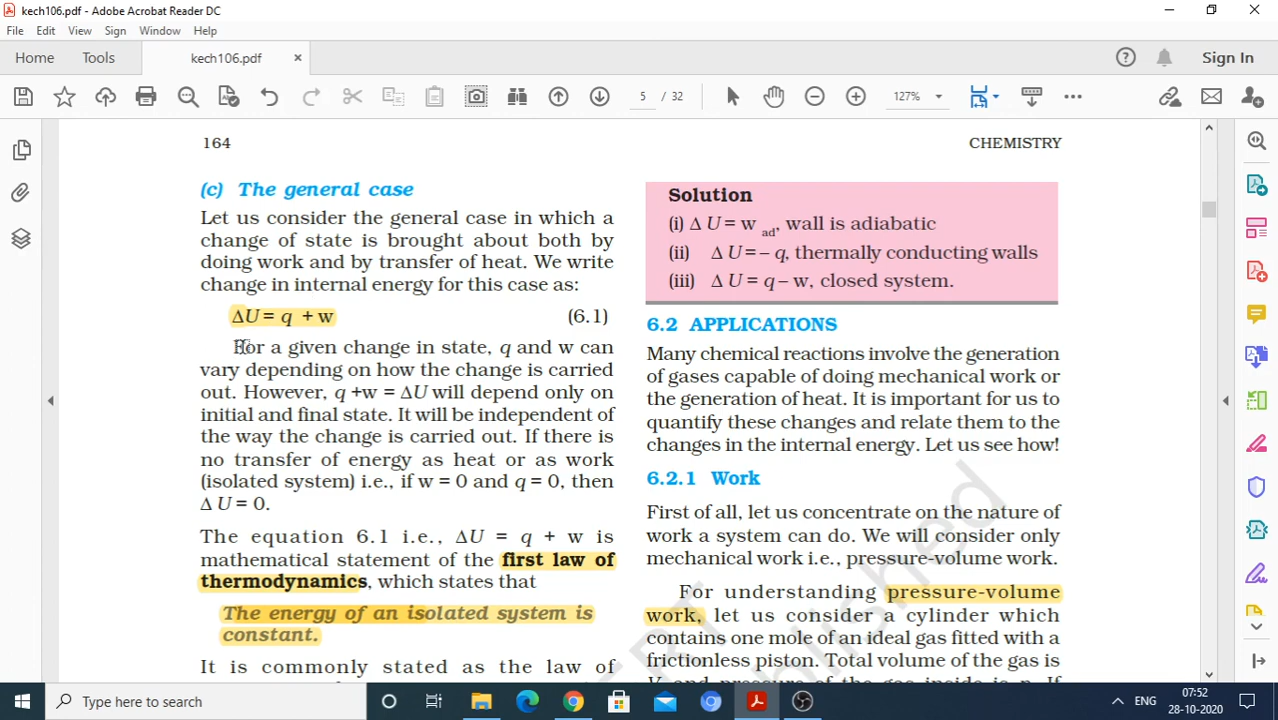 kech106.pdf - Adobe Acrobat Reader DC
File Edit View Sign Window Help
Home Tools kech106.pdf × Sign In
5 / 32 127%
164 CHEMISTRY
(c) The general case
Let us consider the general case in which a
change of state is brought about both by
doing work and by transfer of heat. We write
change in internal energy for this case as:
ΔU = q + w (6.1)
For a given change in state, q and w can
vary depending on how the change is carried
out. However, q +w = ΔU will depend only on
initial and final state. It will be independent of
the way the change is carried out. If there is
no transfer of energy as heat or as work
(isolated system) i.e., if w = 0 and q = 0, then
Δ U = 0.
The equation 6.1 i.e., ΔU = q + w is
mathematical statement of the first law of
thermodynamics, which states that
The energy of an isolated system is
constant.
It is commonly stated as the law of
Solution
(i) Δ U = w ad, wall is adiabatic
(ii) Δ U = – q, thermally conducting walls
(iii) Δ U = q – w, closed system.
6.2 APPLICATIONS
Many chemical reactions involve the generation
of gases capable of doing mechanical work or
the generation of heat. It is important for us to
quantify these changes and relate them to the
changes in the internal energy. Let us see how!
6.2.1 Work
First of all, let us concentrate on the nature of
work a system can do. We will consider only
mechanical work i.e., pressure-volume work.
For understanding pressure-volume
work, let us consider a cylinder which
contains one mole of an ideal gas fitted with a
frictionless piston. Total volume of the gas is
Type here to search
ENG
07:52
28-10-2020